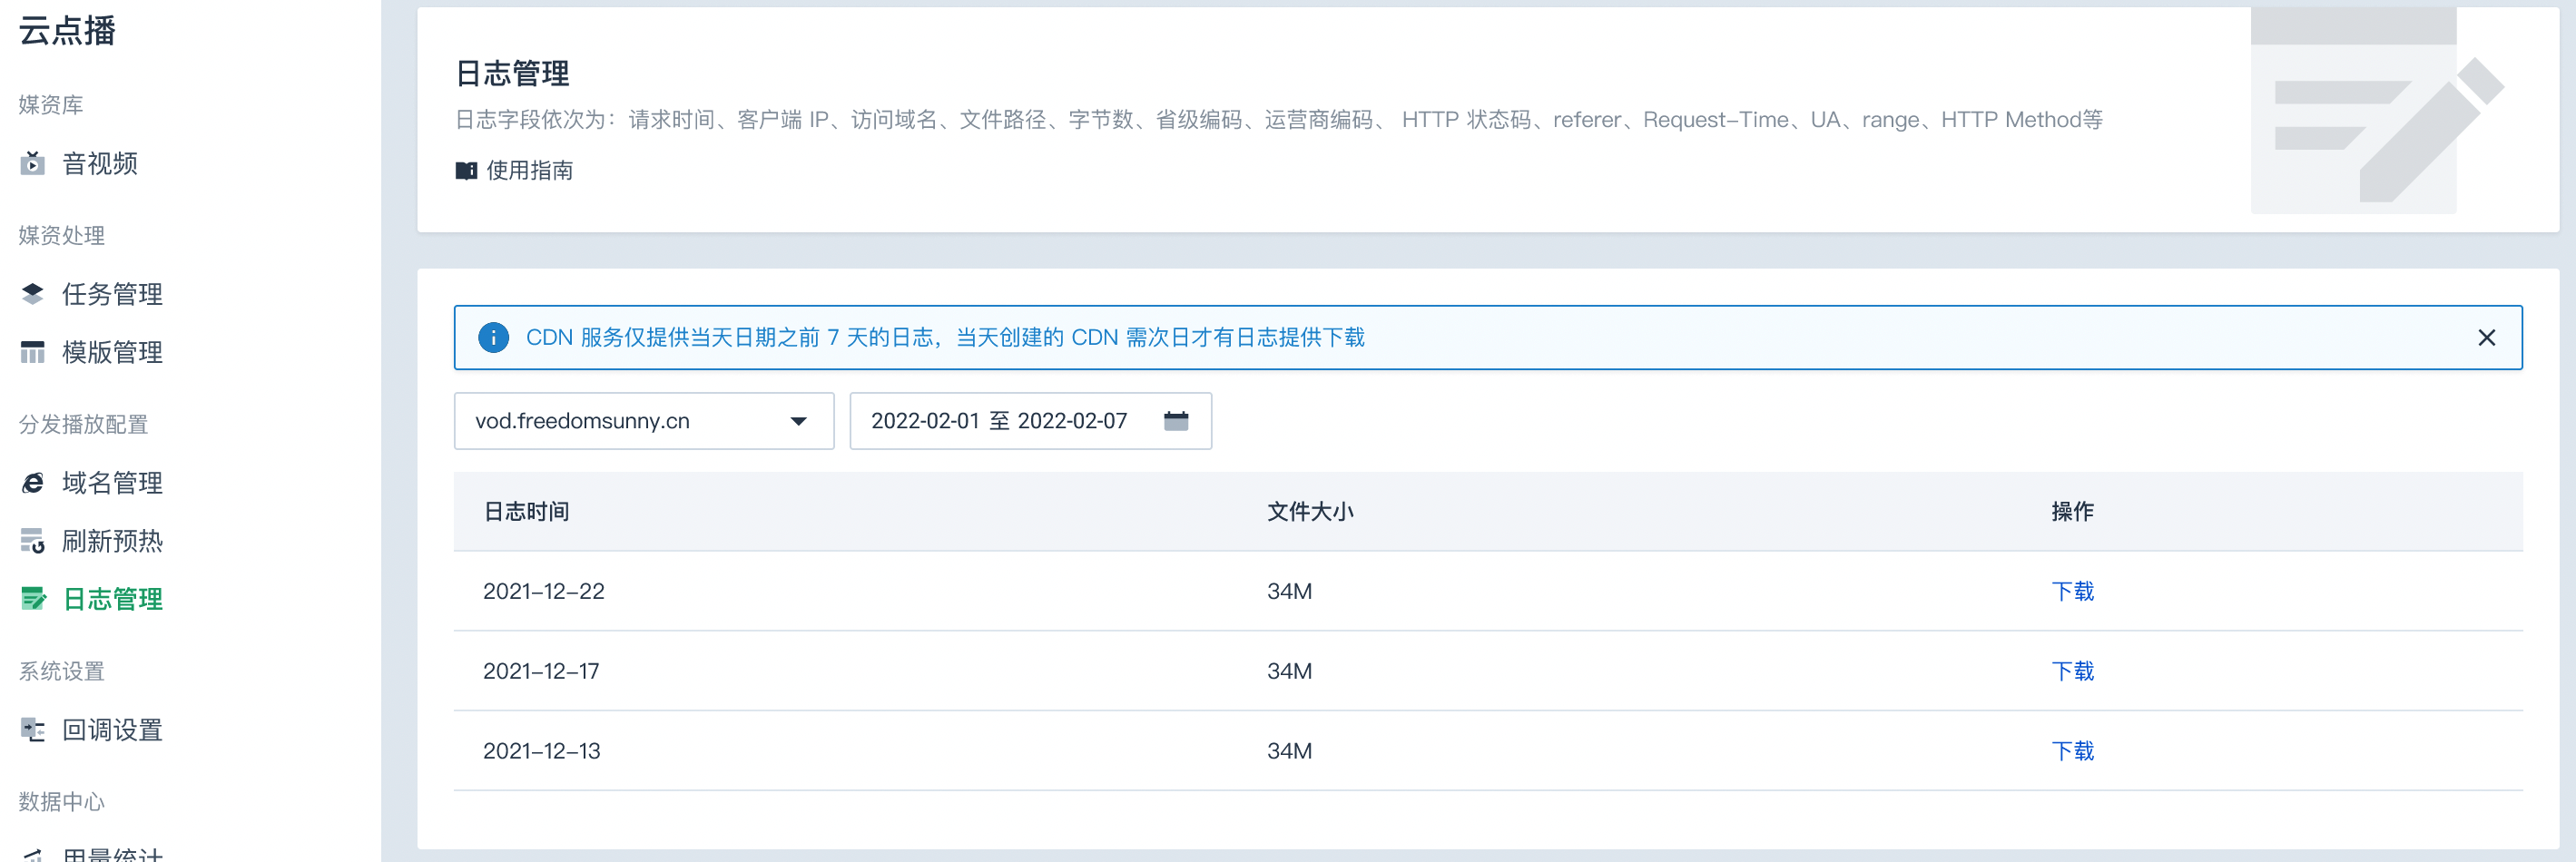 云点播
媒资库
音视频
媒资处理
任务管理
模版管理
分发播放配置
域名管理
刷新预热
日志管理
系统设置
回调设置
数据中心
用量统计
日志管理
日志字段依次为：请求时间、客户端 IP、访问域名、文件路径、字节数、省级编码、运营商编码、 HTTP 状态码、referer、Request-Time、UA、range、HTTP Method等
使用指南
CDN 服务仅提供当天日期之前 7 天的日志，当天创建的 CDN 需次日才有日志提供下载
vod.freedomsunny.cn 2022-02-01 至 2022-02-07
日志时间 文件大小 操作
2021-12-22 34M 下载
2021-12-17 34M 下载
2021-12-13 34M 下载